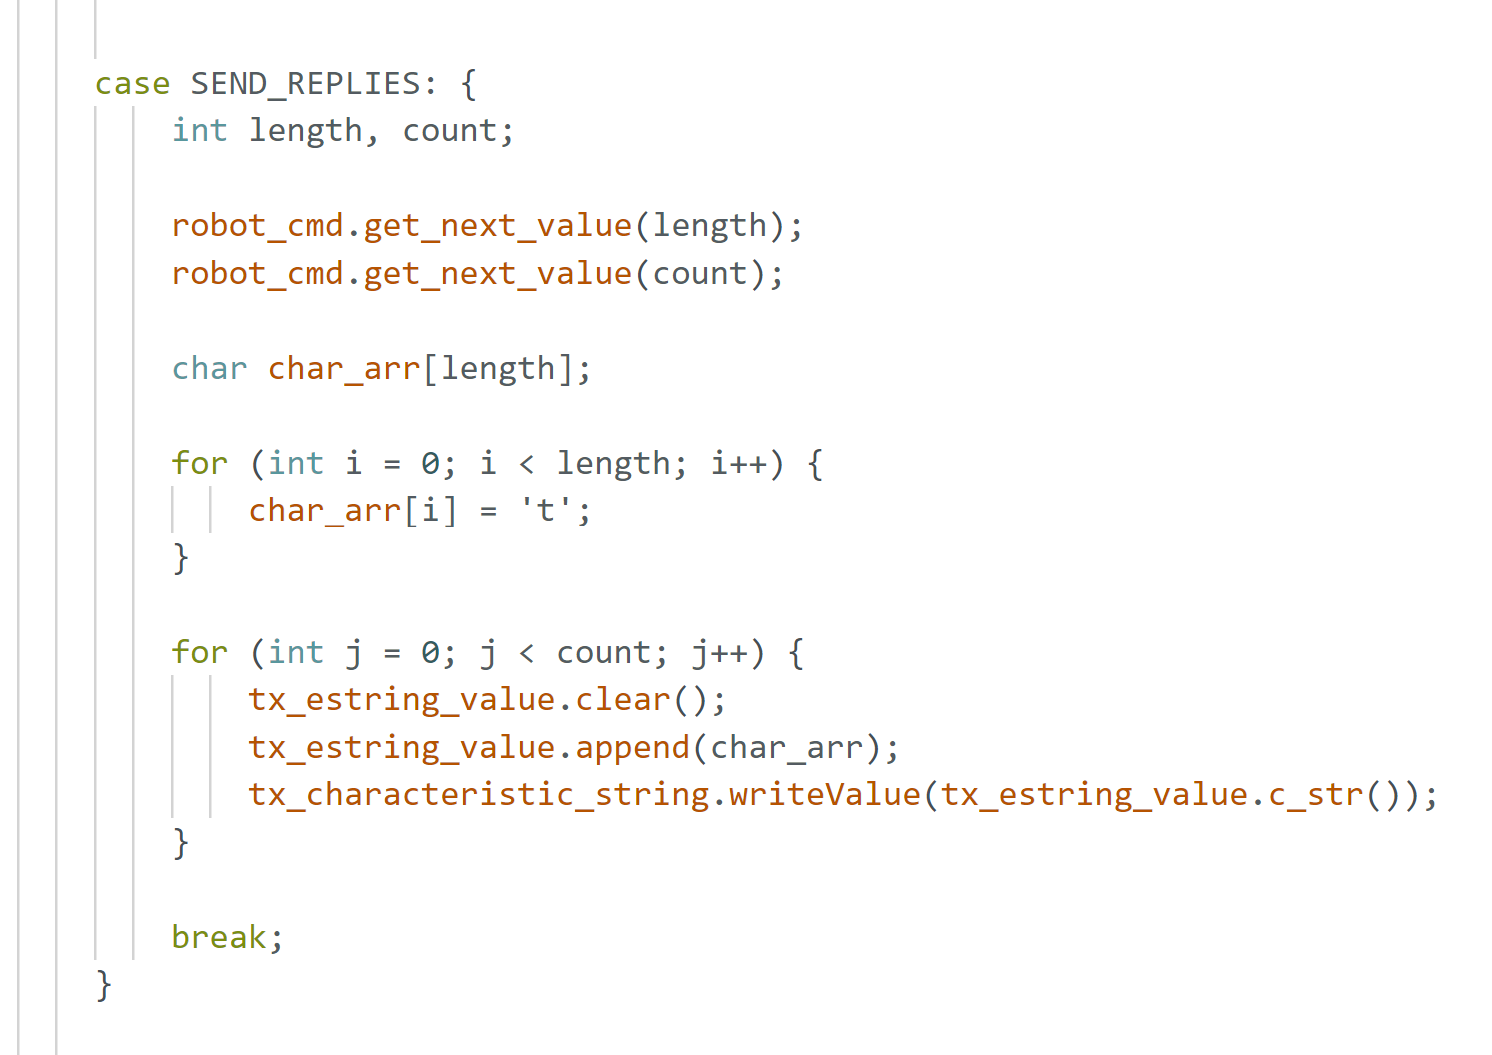 case SEND_REPLIES: {
int length, count;
robot_cmd.get_next_value(length);
robot_cmd.get_next_value(count);
char char_arr[length];
for (int i = 0; i < length; i++) {
char_arr[i] = 't';
}
for (int j = 0; j < count; j++) {
tx_estring_value.clear();
tx_estring_value.append(char_arr);
tx_characteristic_string.writeValue(tx_estring_value.c_str());
}
break;
}